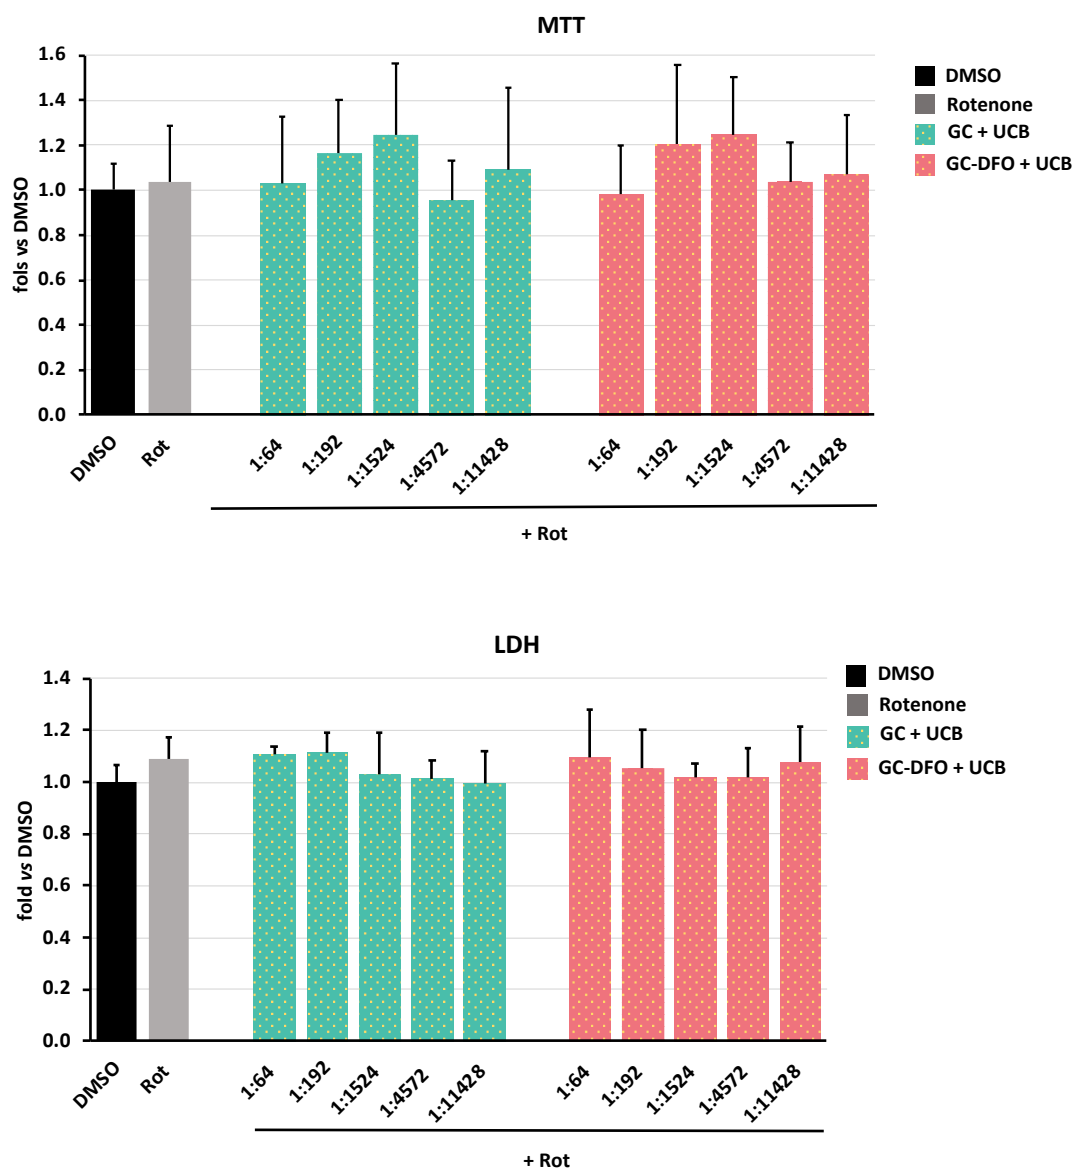 MTT
fols vs DMSO
1.6
1.4
1.2
1.0
0.8
0.6
0.4
0.2
0.0
DMSO
Rot
1:64
1:192
1:1524
1:4572
1:11428
1:64
1:192
1:1524
1:4572
1:11428
+ Rot
DMSO
Rotenone
GC + UCB
GC-DFO + UCB
LDH
fold vs DMSO
1.4
1.2
1.0
0.8
0.6
0.4
0.2
0.0
DMSO
Rot
1:64
1:192
1:1524
1:4572
1:11428
1:64
1:192
1:1524
1:4572
1:11428
+ Rot
DMSO
Rotenone
GC + UCB
GC-DFO + UCB